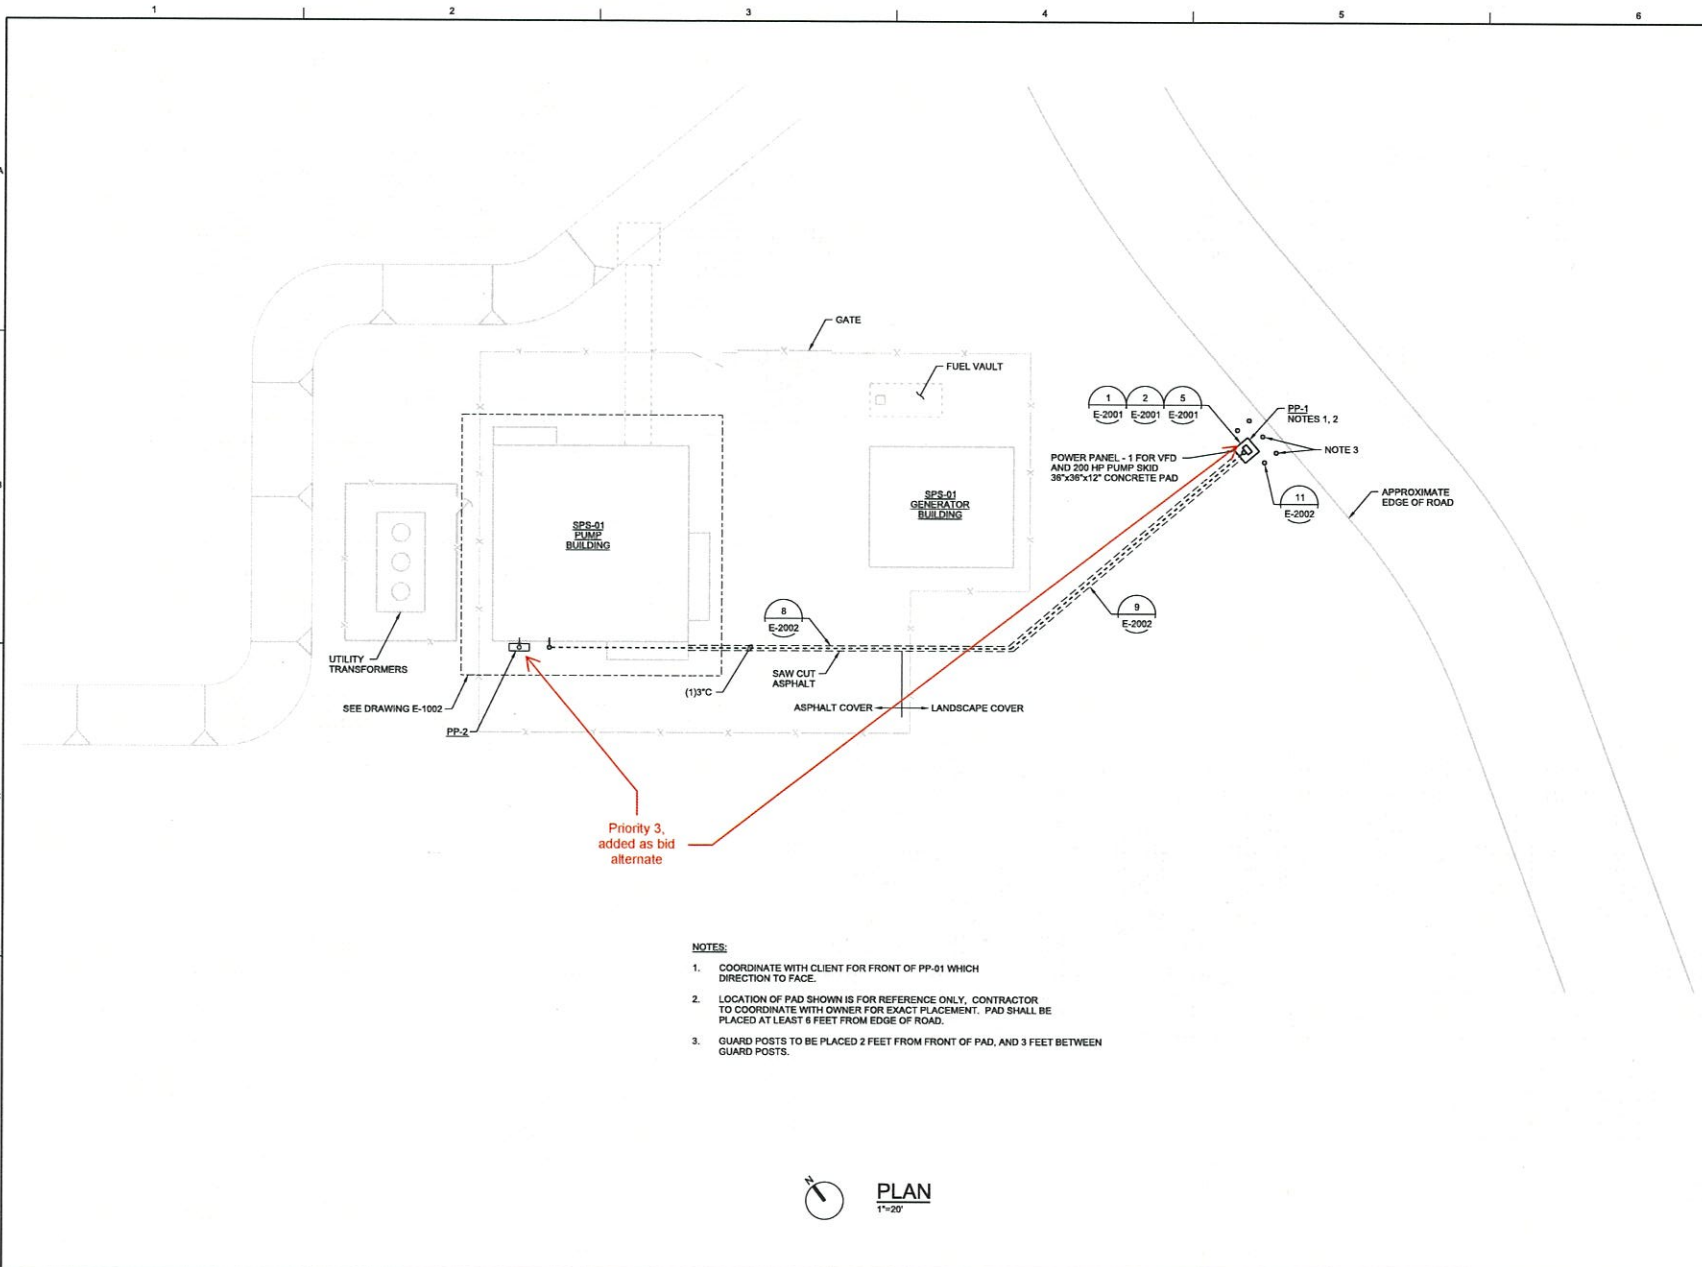 1
2
3
4
5
6
A
GATE
FUEL VAULT
1
2
5
E-2001
E-2001
E-2001
PP-1
NOTES 1, 2
NOTE 3
POWER PANEL - 1 FOR VFD
AND 200 HP PUMP SKID
36"x36"x12" CONCRETE PAD
11
E-2002
APPROXIMATE
EDGE OF ROAD
SPS-01
GENERATOR
BUILDING
SPS-01
PUMP
BUILDING
8
E-2002
9
E-2002
UTILITY
TRANSFORMERS
SAW CUT
ASPHALT
(1)3"C
SEE DRAWING E-1002
ASPHALT COVER
LANDSCAPE COVER
PP-2
Priority 3,
added as bid
alternate
NOTES:
1. COORDINATE WITH CLIENT FOR FRONT OF PP-01 WHICH
DIRECTION TO FACE.
2. LOCATION OF PAD SHOWN IS FOR REFERENCE ONLY, CONTRACTOR
TO COORDINATE WITH OWNER FOR EXACT PLACEMENT. PAD SHALL BE
PLACED AT LEAST 6 FEET FROM EDGE OF ROAD.
3. GUARD POSTS TO BE PLACED 2 FEET FROM FRONT OF PAD, AND 3 FEET BETWEEN
GUARD POSTS.
N
PLAN
1"=20'